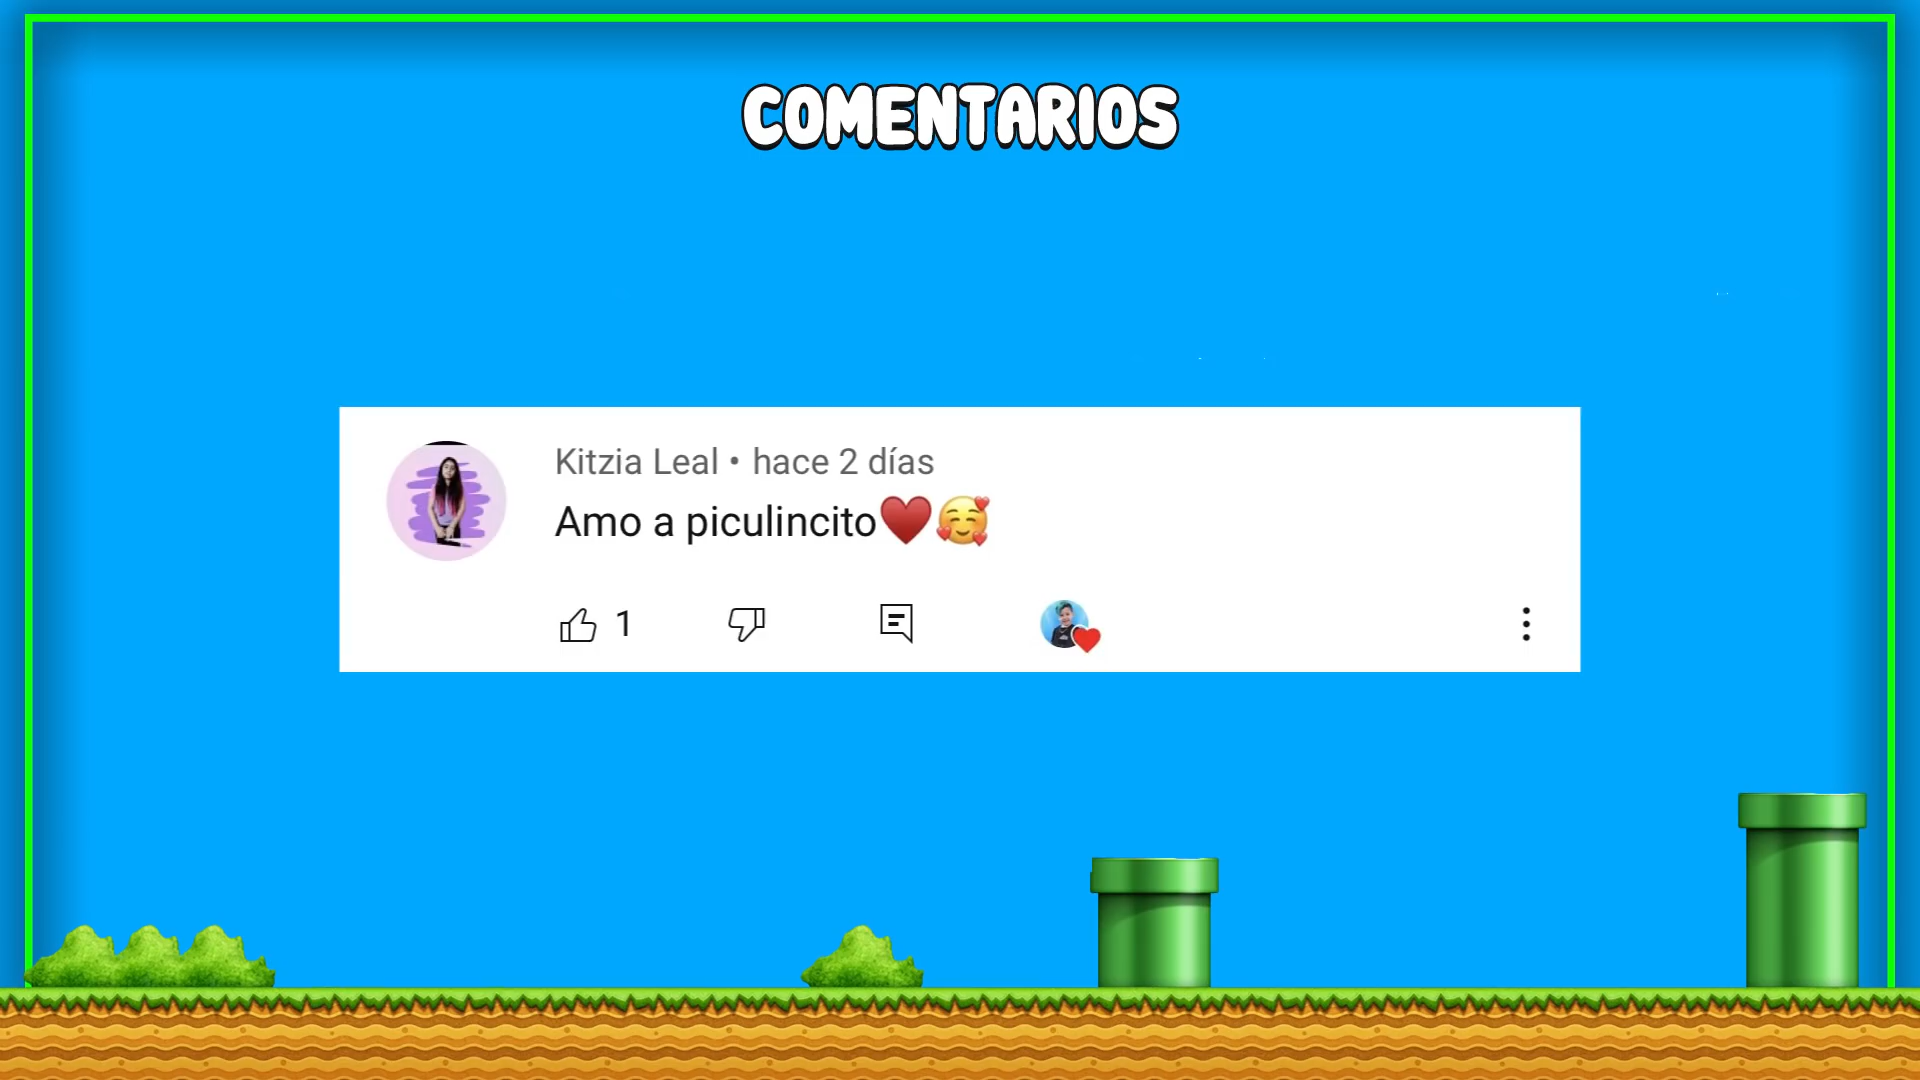 COMENTARIOS
Kitzia Leal • hace 2 días
Amo a piculincito♥️🥰
1